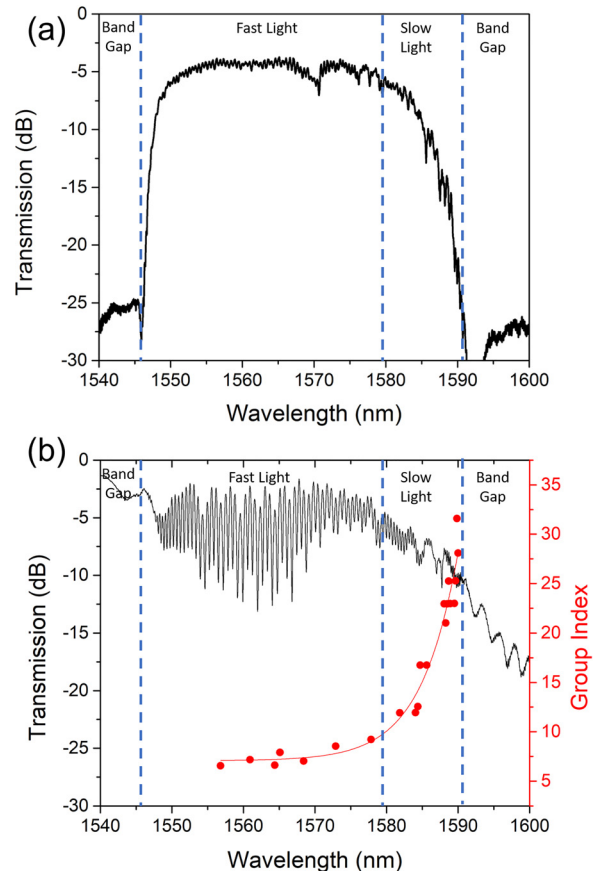 (a)
Band
Gap
Fast Light
Slow
Light
Band
Gap
0
-5
-10
-15
-20
-25
-30
Transmission (dB)
1540 1550 1560 1570 1580 1590 1600
Wavelength (nm)
(b)
Band
Gap
Fast Light
Slow
Light
Band
Gap
0
-5
-10
-15
-20
-25
-30
Transmission (dB)
35
30
25
20
15
10
5
Group Index
1540 1550 1560 1570 1580 1590 1600
Wavelength (nm)